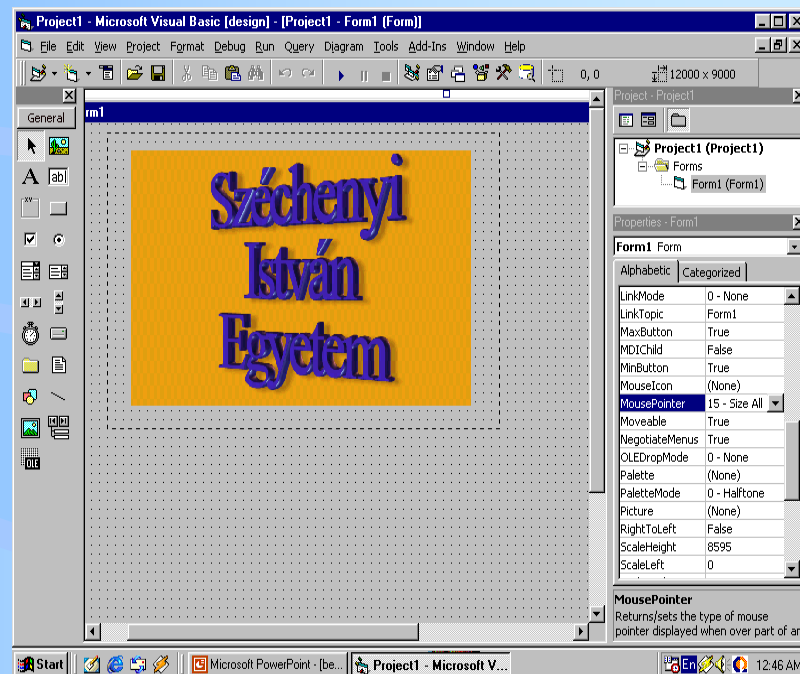 Project1 - Microsoft Visual Basic [design] - [Project1 - Form1 (Form)]
File Edit View Project Format Debug Run Query Diagram Tools Add-Ins Window Help
0, 0 12000 x 9000
General
A ab|
xv
OLE
rm1
Széchenyi
István
Egyetem
Project - Project1
Project1 (Project1)
Forms
Form1 (Form1)
Properties - Form1
Form1 Form
Alphabetic Categorized
LinkMode 0 - None
LinkTopic Form1
MaxButton True
MDIChild False
MinButton True
MouseIcon (None)
MousePointer 15 - Size All
Moveable True
NegotiateMenus True
OLEDropMode 0 - None
Palette (None)
PaletteMode 0 - Halftone
Picture (None)
RightToLeft False
ScaleHeight 8595
ScaleLeft 0
MousePointer
Returns/sets the type of mouse
pointer displayed when over part of an
Start Microsoft PowerPoint - [be... Project1 - Microsoft V... En 12:46 AM